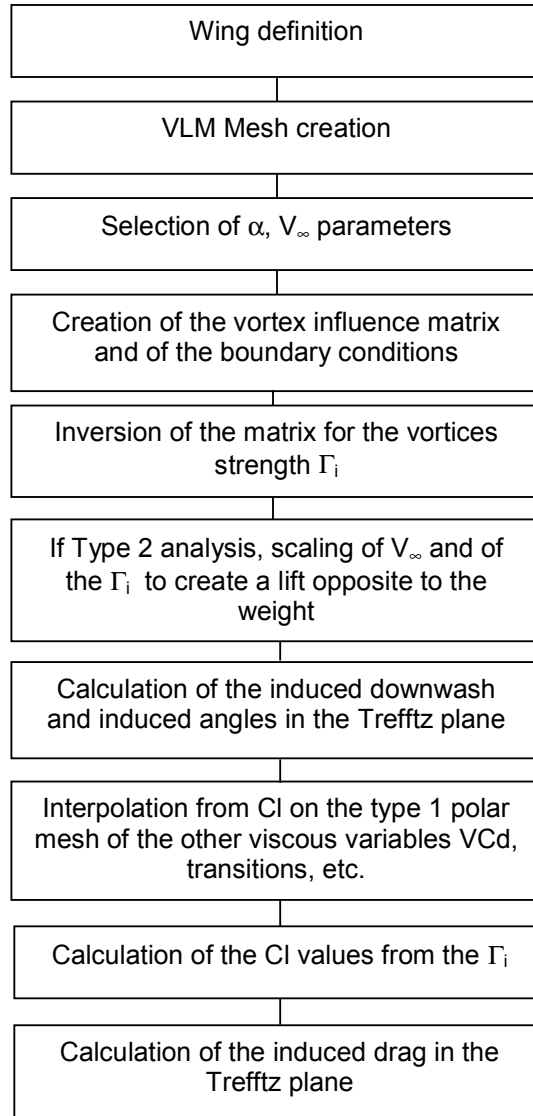 Wing definition
VLM Mesh creation
Selection of α, V∞ parameters
Creation of the vortex influence matrix
and of the boundary conditions
Inversion of the matrix for the vortices
strength Γi
If Type 2 analysis, scaling of V∞ and of
the Γi to create a lift opposite to the
weight
Calculation of the induced downwash
and induced angles in the Trefftz plane
Interpolation from Cl on the type 1 polar
mesh of the other viscous variables VCd,
transitions, etc.
Calculation of the Cl values from the Γi
Calculation of the induced drag in the
Trefftz plane